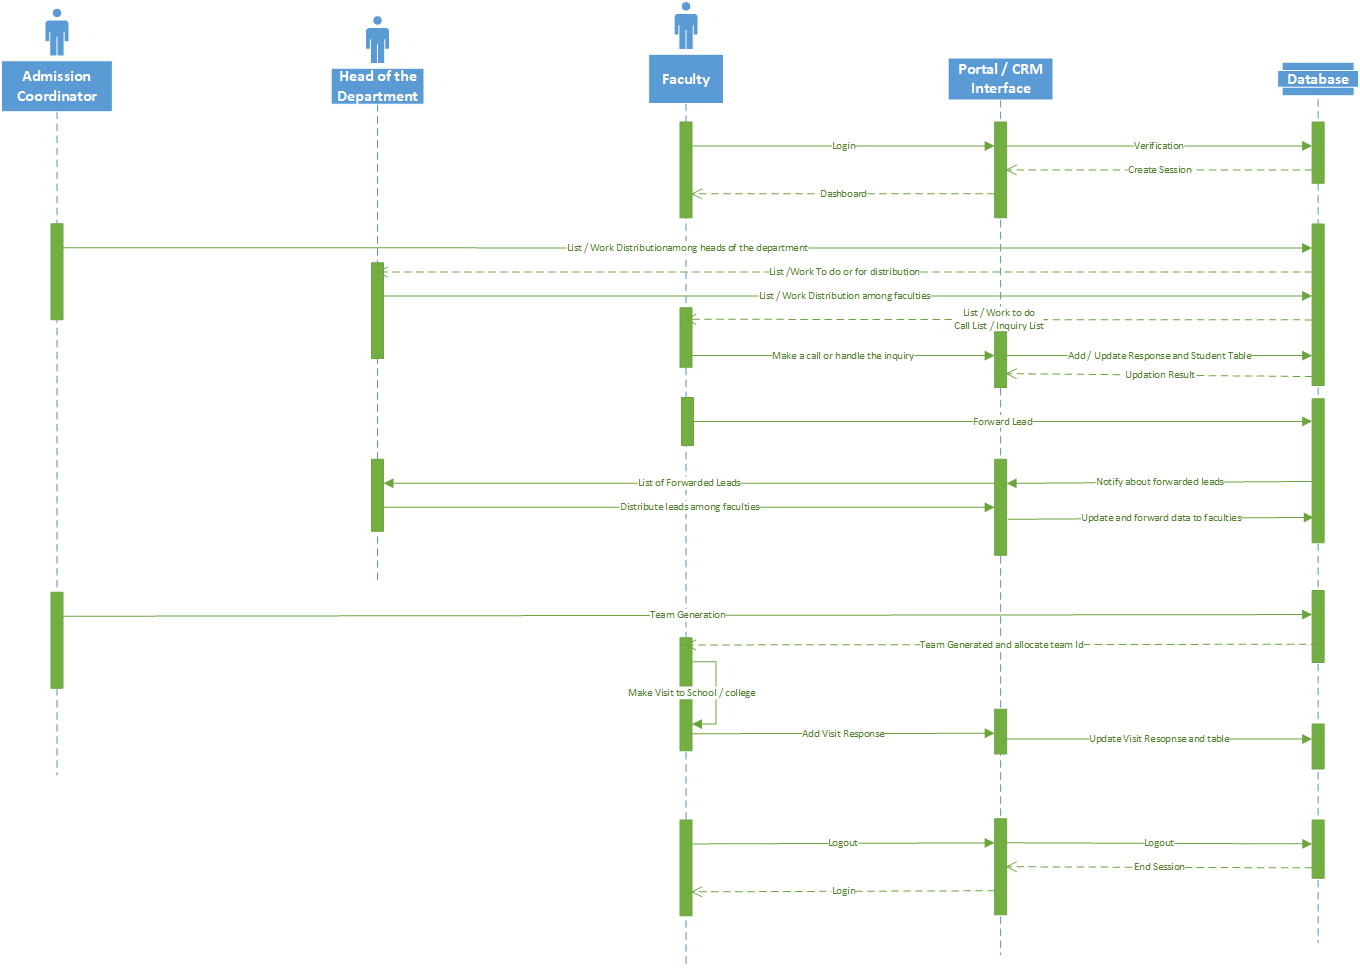 Admission
Coordinator
Head of the
Department
Faculty
Portal / CRM
Interface
Database
Login
Verification
Create Session
Dashboard
List / Work Distributionamong heads of the department
List /Work To do or for distribution
List / Work Distribution among faculties
List / Work to do
Call List / Inquiry List
Make a call or handle the inquiry
Add / Update Response and Student Table
Updation Result
Forward Lead
List of Forwarded Leads
Notify about forwarded leads
Distribute leads among faculties
Update and forward data to faculties
Team Generation
Team Generated and allocate team Id
Make Visit to School / college
Add Visit Response
Update Visit Resopnse and table
Logout
Logout
End Session
Login